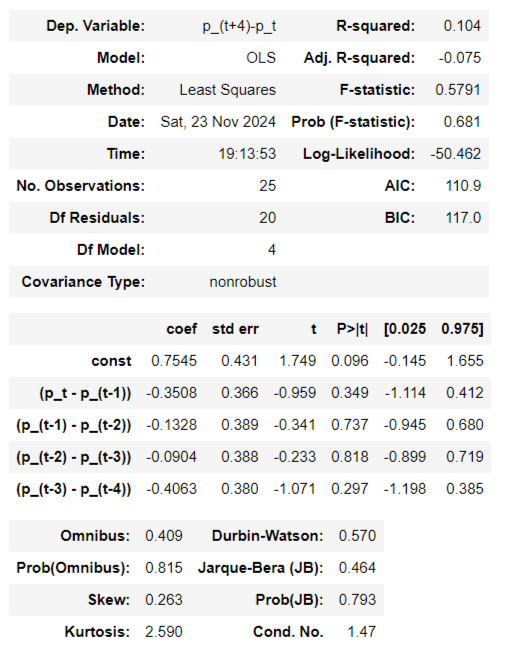 Dep. Variable: p_(t+4)-p_t R-squared: 0.104
Model: OLS Adj. R-squared: -0.075
Method: Least Squares F-statistic: 0.5791
Date: Sat, 23 Nov 2024 Prob (F-statistic): 0.681
Time: 19:13:53 Log-Likelihood: -50.462
No. Observations: 25 AIC: 110.9
Df Residuals: 20 BIC: 117.0
Df Model: 4
Covariance Type: nonrobust
coef std err t P>|t| [0.025 0.975]
const 0.7545 0.431 1.749 0.096 -0.145 1.655
(p_t - p_(t-1)) -0.3508 0.366 -0.959 0.349 -1.114 0.412
(p_(t-1) - p_(t-2)) -0.1328 0.389 -0.341 0.737 -0.945 0.680
(p_(t-2) - p_(t-3)) -0.0904 0.388 -0.233 0.818 -0.899 0.719
(p_(t-3) - p_(t-4)) -0.4063 0.380 -1.071 0.297 -1.198 0.385
Omnibus: 0.409 Durbin-Watson: 0.570
Prob(Omnibus): 0.815 Jarque-Bera (JB): 0.464
Skew: 0.263 Prob(JB): 0.793
Kurtosis: 2.590 Cond. No. 1.47